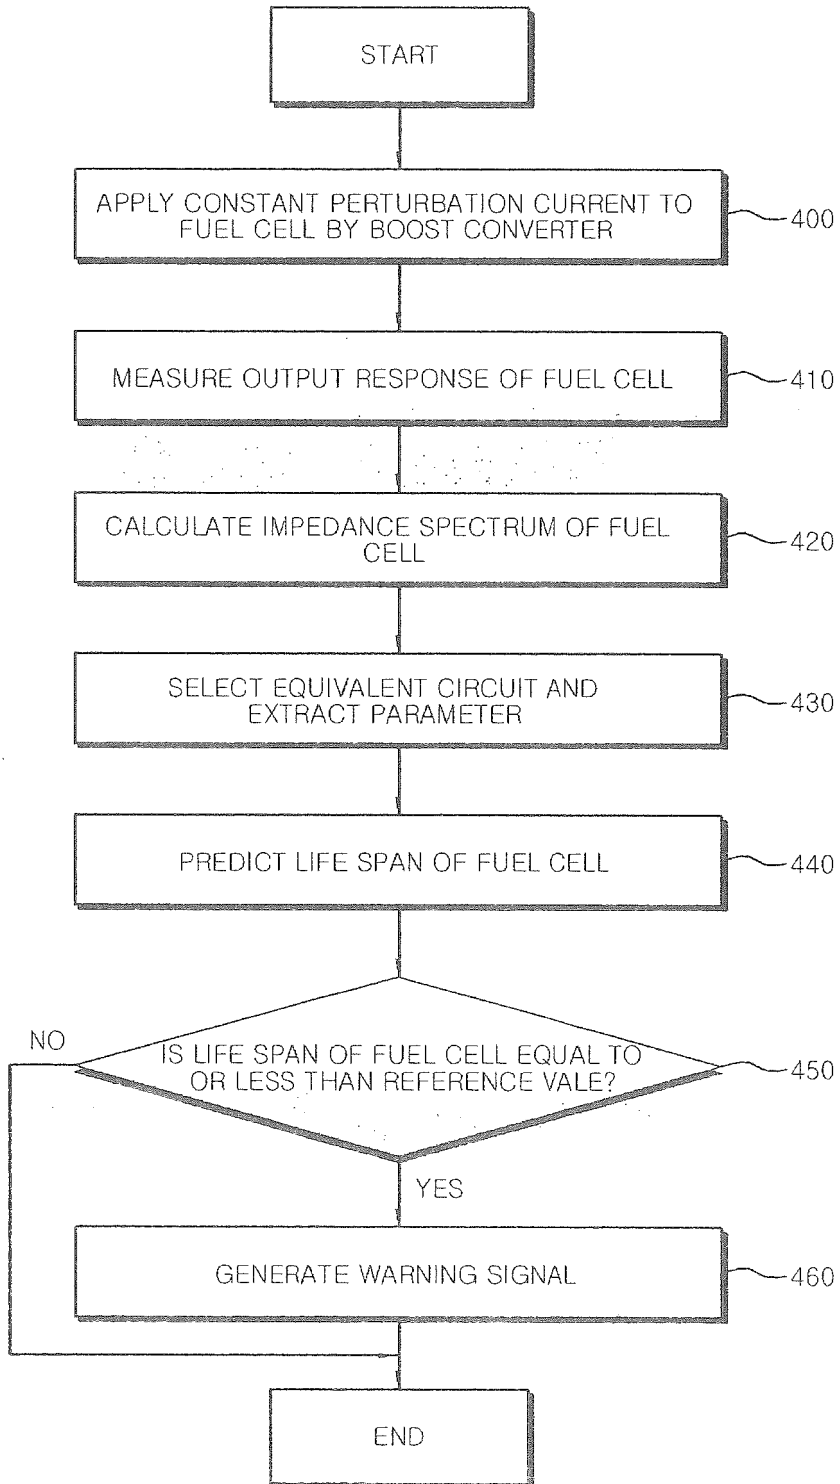 START
APPLY CONSTANT PERTURBATION CURRENT TO
FUEL CELL BY BOOST CONVERTER
400
MEASURE OUTPUT RESPONSE OF FUEL CELL
410
CALCULATE IMPEDANCE SPECTRUM OF FUEL
CELL
420
SELECT EQUIVALENT CIRCUIT AND
EXTRACT PARAMETER
430
PREDICT LIFE SPAN OF FUEL CELL
440
NO
IS LIFE SPAN OF FUEL CELL EQUAL TO
OR LESS THAN REFERENCE VALE?
450
YES
GENERATE WARNING SIGNAL
460
END